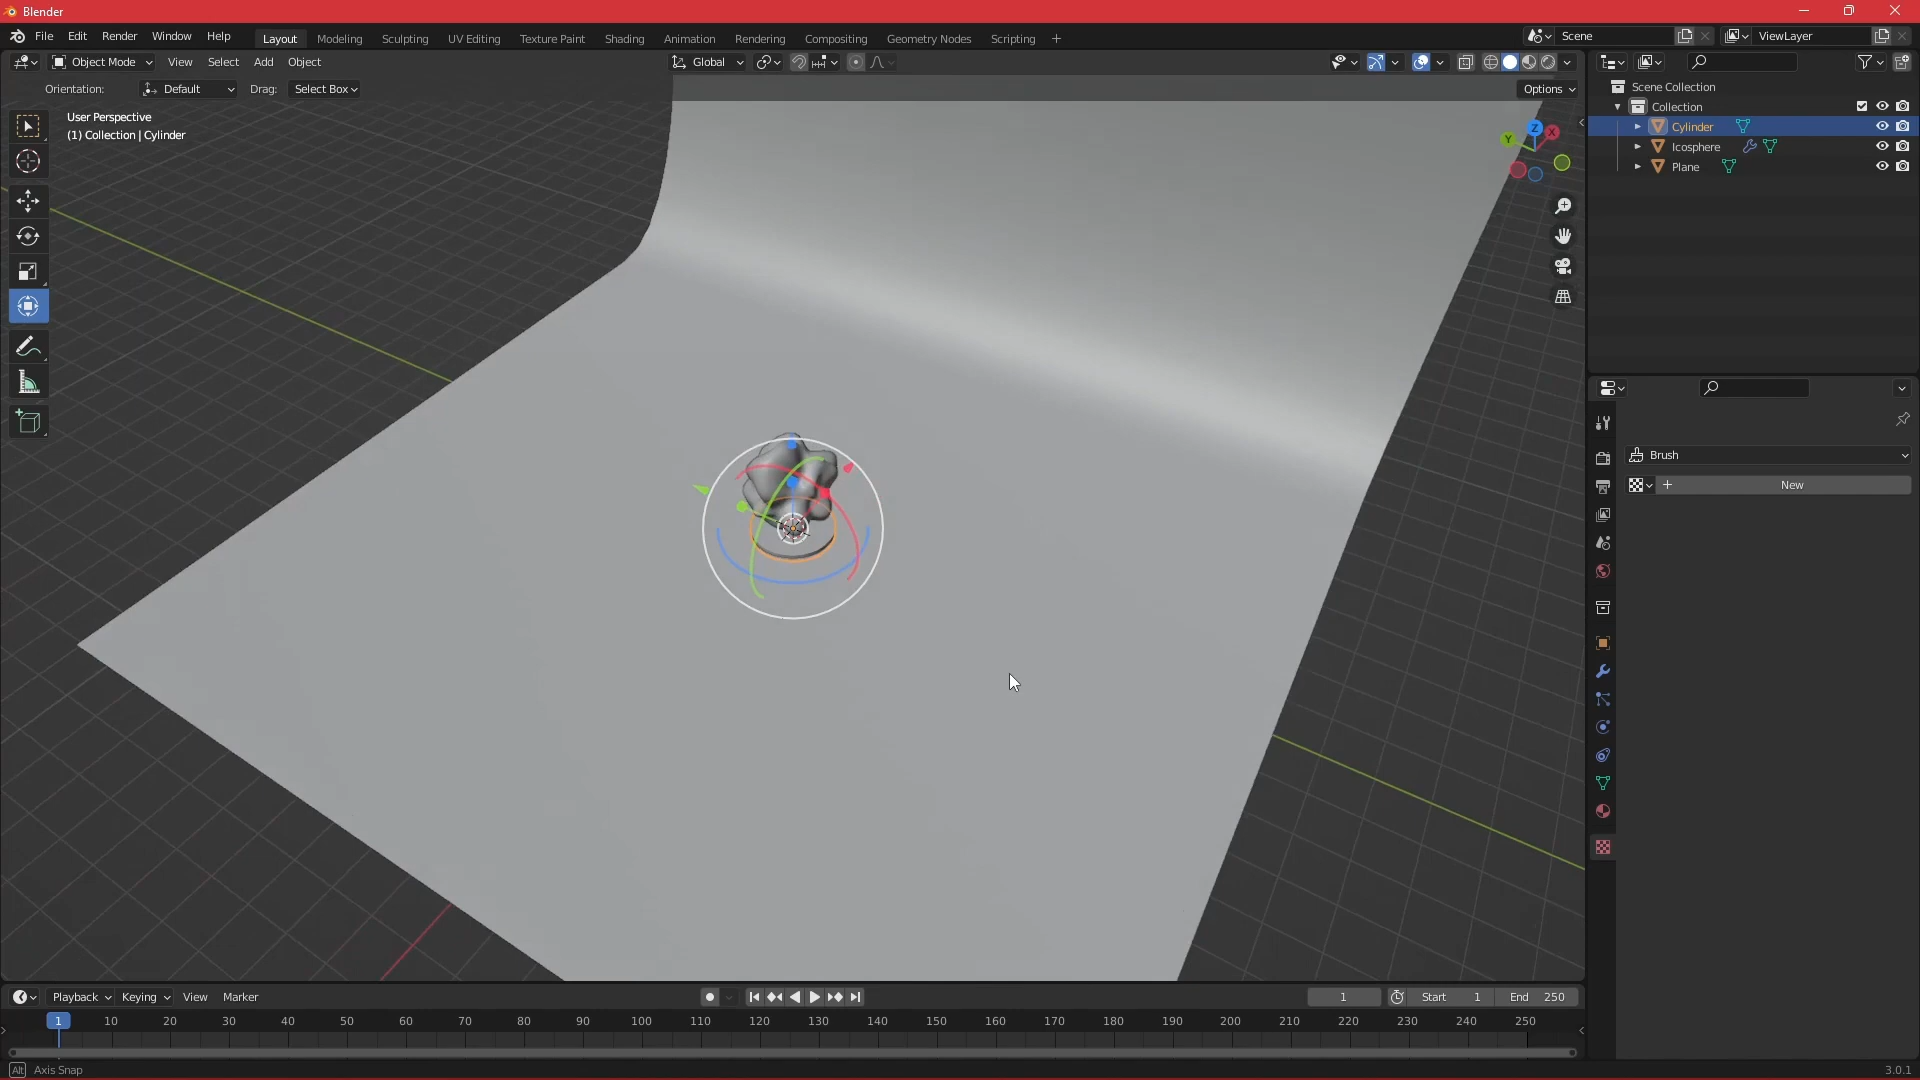 Blender
File Edit Render Window Help Layout Modeling Sculpting UV Editing Texture Paint Shading Animation Rendering Compositing Geometry Nodes Scripting + Scene ViewLayer
Object Mode View Select Add Object Global
Orientation: Default Drag: Select Box Options
User Perspective
(1) Collection | Cylinder
Z X Y
Scene Collection
Collection
Cylinder
Icosphere
Plane
Brush
New
Playback Keying View Marker 1 Start 1 End 250
1 10 20 30 40 50 60 70 80 90 100 110 120 130 140 150 160 170 180 190 200 210 220 230 240 250
Alt Axis Snap 3.0.1